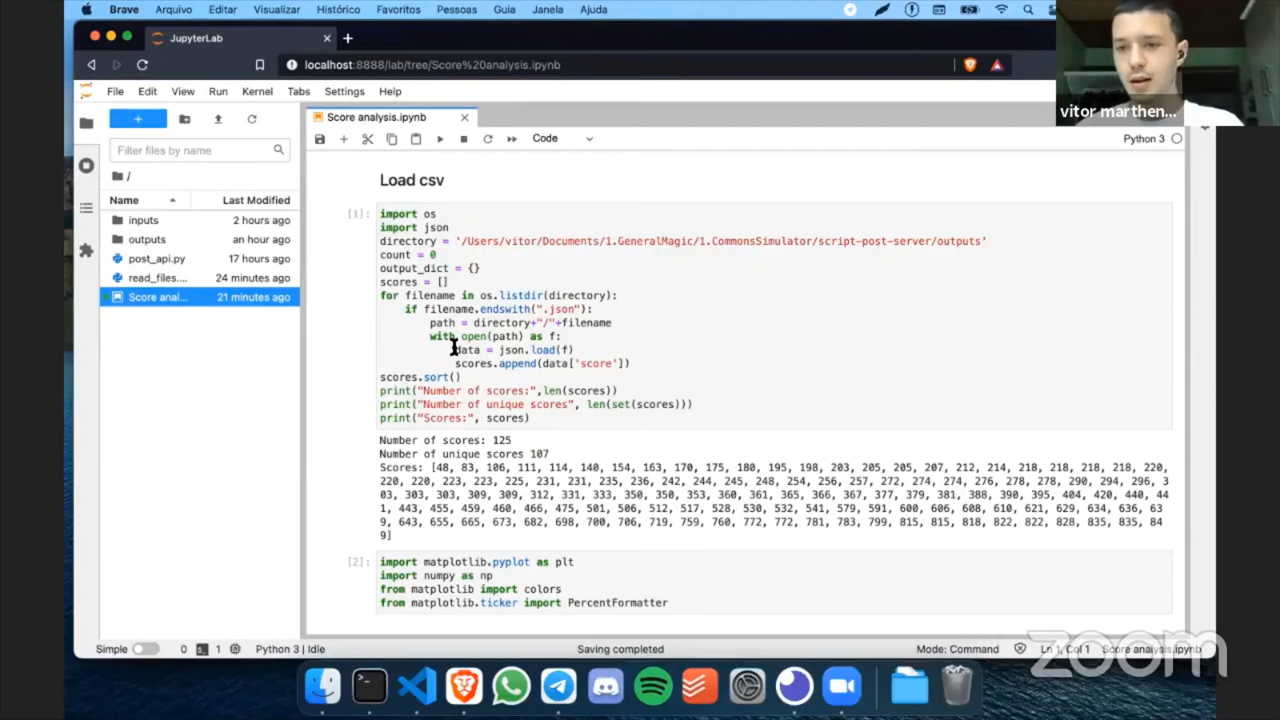 Brave Arquivo Editar Visualizar Histórico Favoritos Pessoas Guia Janela Ajuda
JupyterLab
localhost:8888/lab/tree/Score%20analysis.ipynb
vitor marthen...
File Edit View Run Kernel Tabs Settings Help
Score analysis.ipynb
Code
Python 3
Filter files by name
/
Name Last Modified
inputs 2 hours ago
outputs an hour ago
post_api.py 17 hours ago
read_files.... 24 minutes ago
Score anal... 21 minutes ago
Load csv
[1]:
import os
import json
directory = '/Users/vitor/Documents/1.GeneralMagic/1.CommonsSimulator/script-post-server/outputs'
count = 0
output_dict = {}
scores = []
for filename in os.listdir(directory):
if filename.endswith(".json"):
path = directory+"/"+filename
with open(path) as f:
data = json.load(f)
scores.append(data['score'])
scores.sort()
print("Number of scores:",len(scores))
print("Number of unique scores", len(set(scores)))
print("Scores:", scores)
Number of scores: 125
Number of unique scores 107
Scores: [48, 83, 106, 111, 114, 140, 154, 163, 170, 175, 180, 195, 198, 203, 205, 205, 207, 212, 214, 218, 218, 218, 218, 220,
220, 220, 223, 223, 225, 231, 231, 235, 236, 242, 244, 245, 248, 254, 256, 257, 272, 274, 274, 276, 278, 278, 290, 294, 296, 3
03, 303, 303, 309, 309, 312, 331, 333, 350, 350, 353, 360, 361, 365, 366, 367, 377, 379, 381, 388, 390, 395, 404, 420, 440, 44
1, 443, 455, 459, 460, 466, 475, 501, 506, 512, 517, 528, 530, 532, 541, 579, 591, 600, 606, 608, 610, 621, 629, 634, 636, 63
9, 643, 655, 665, 673, 682, 698, 700, 706, 719, 759, 760, 772, 772, 781, 783, 799, 815, 815, 818, 822, 822, 828, 835, 835, 84
9]
[2]:
import matplotlib.pyplot as plt
import numpy as np
from matplotlib import colors
from matplotlib.ticker import PercentFormatter
Simple 0 1 Python 3 | Idle Saving completed Mode: Command Ln 1, Col 1 Score analysis.ipynb
zoom